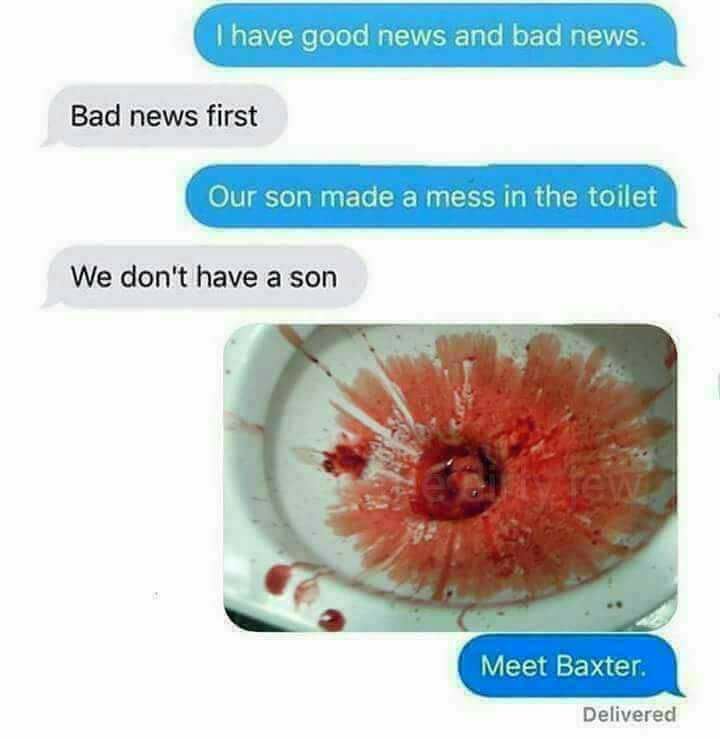 I have good news and bad news.
Bad news first
Our son made a mess in the toilet
We don't have a son
Meet Baxter.
Delivered